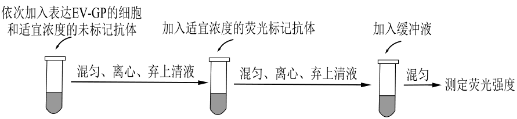 依次加入表达EV-GP的细胞
和适宜浓度的未标记抗体
加入适宜浓度的荧光标记抗体
加入缓冲液
混匀、离心、弃上清液
混匀、离心、弃上清液
混匀
测定荧光强度